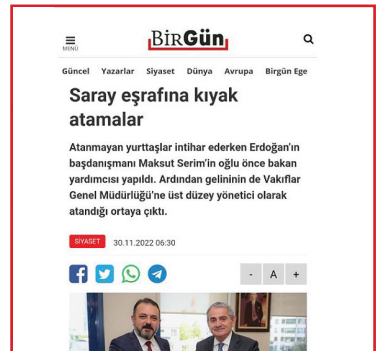 MENÜ
BirGün
Güncel Yazarlar Siyaset Dünya Avrupa Birgün Ege
Saray eşrafına kıyak
atamalar
Atanmayan yurttaşlar intihar ederken Erdoğan'ın
başdanışmanı Maksut Serim'in oğlu önce bakan
yardımcısı yapıldı. Ardından gelininin de Vakıflar
Genel Müdürlüğü'ne üst düzey yönetici olarak
atandığı ortaya çıktı.
SİYASET 30.11.2022 06:30
- A +